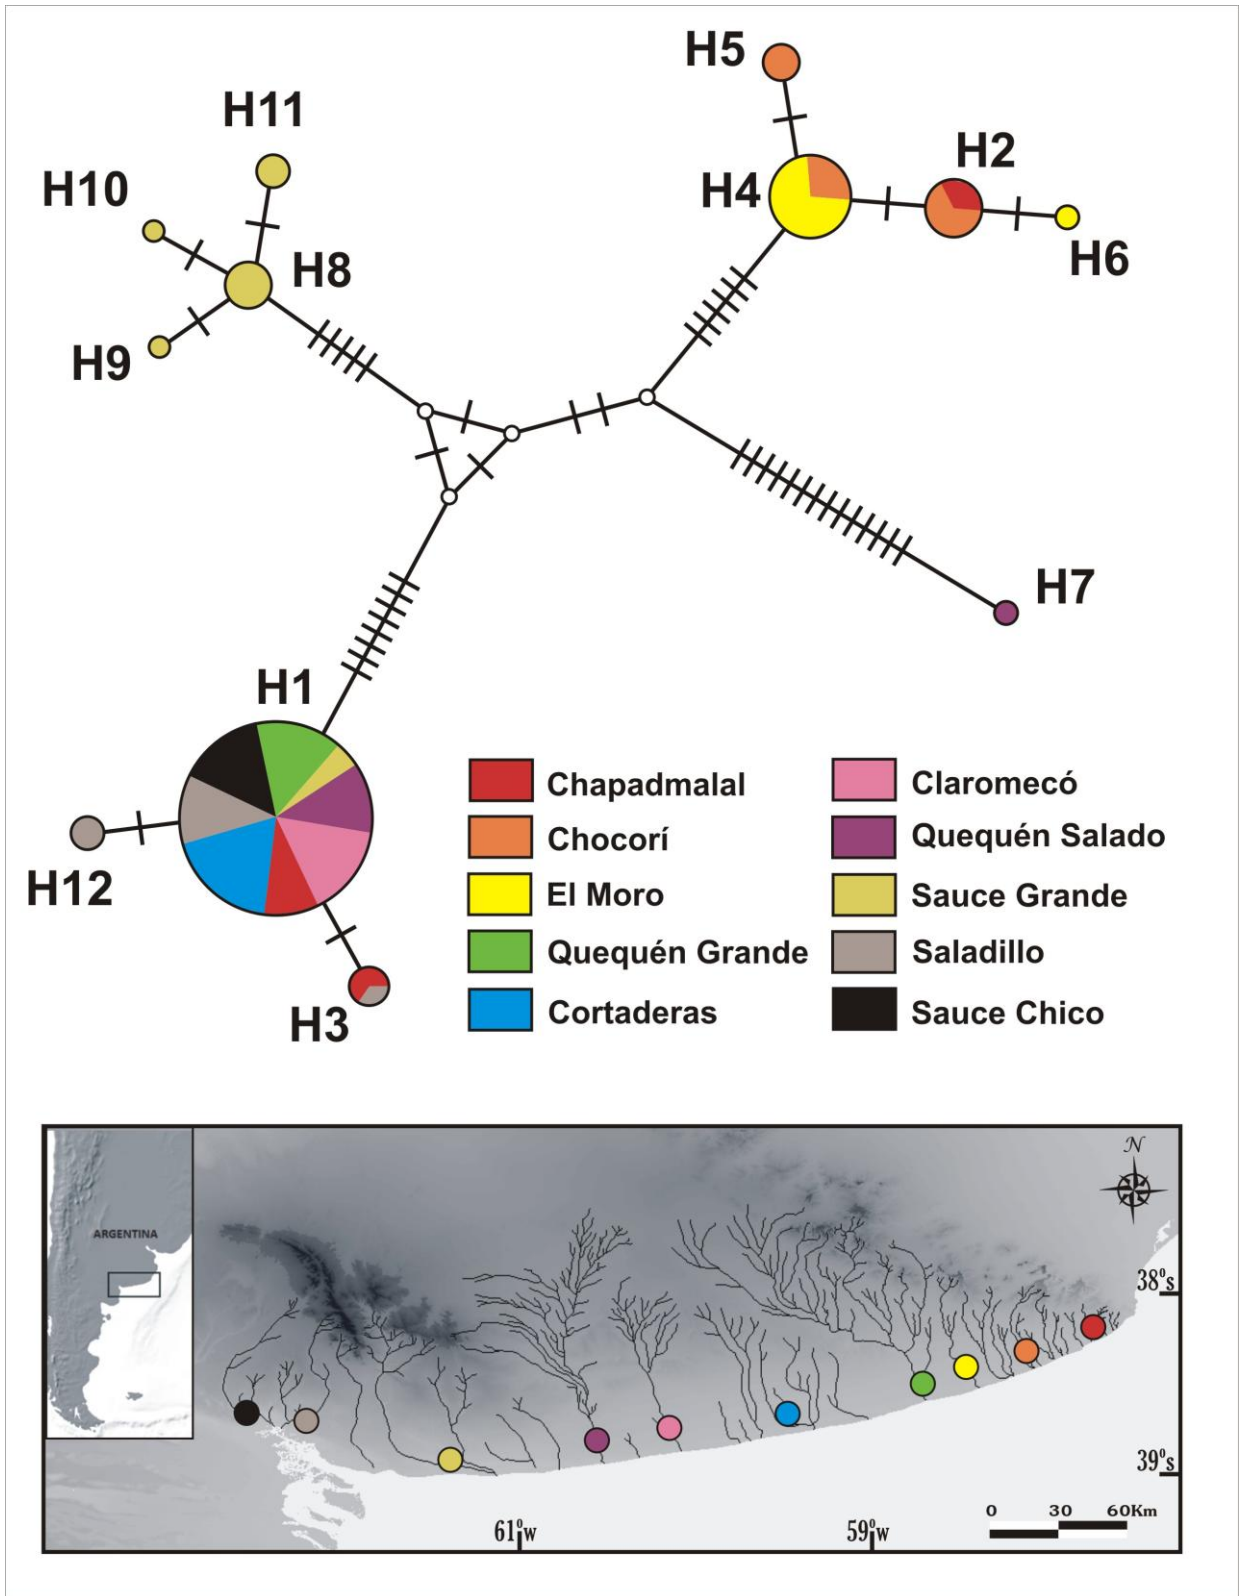 H5
H11
H2
H10
H4
H8
H6
H9
H7
H1
H12
H3
Chapadmalal
Chocorí
El Moro
Quequén Grande
Cortaderas
Claromecó
Quequén Salado
Sauce Grande
Saladillo
Sauce Chico
N
ARGENTINA
38°s
39°s
61°w
59°w
0 30 60Km